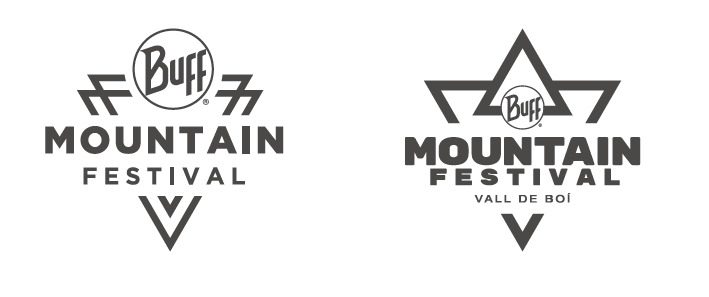 BUFF
®
MOUNTAIN
FESTIVAL
BUFF
®
MOUNTAIN
FESTIVAL
VALL DE BOÍ